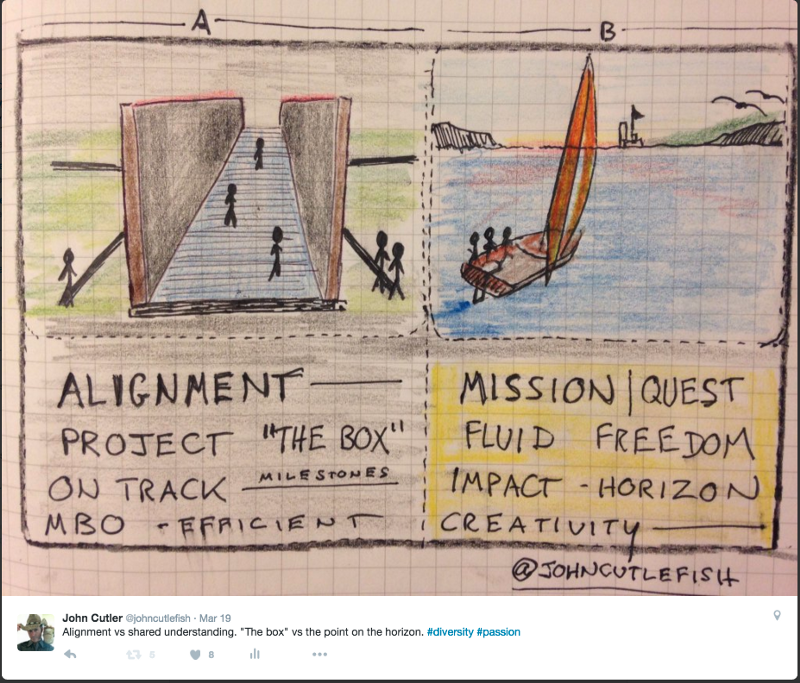 A
B
ALIGNMENT
PROJECT "THE BOX"
ON TRACK MILESTONES
MBO - EFFICIENT
MISSION | QUEST
FLUID FREEDOM
IMPACT - HORIZON
CREATIVITY
@JOHNCUTLEFISH
John Cutler @johncutlefish · Mar 19
Alignment vs shared understanding. "The box" vs the point on the horizon. #diversity #passion
5 8